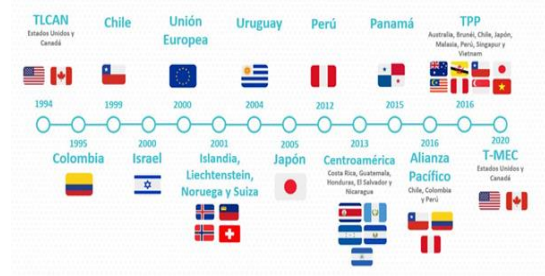 TLCAN
Estados Unidos y
Canadá
Chile
Unión
Europea
Uruguay
Perú
Panamá
TPP
Australia, Brunéi, Chile, Japón,
Malasia, Perú, Singapur y
Vietnam
1994
1999
2000
2004
2012
2015
2016
1995
2000
2001
2005
2013
2016
2020
Colombia
Israel
Islandia,
Liechtenstein,
Noruega y Suiza
Japón
Centroamérica
Costa Rica, Guatemala,
Honduras, El Salvador y
Nicaragua
Alianza
Pacífico
Chile, Colombia
y Perú
T-MEC
Estados Unidos y
Canadá